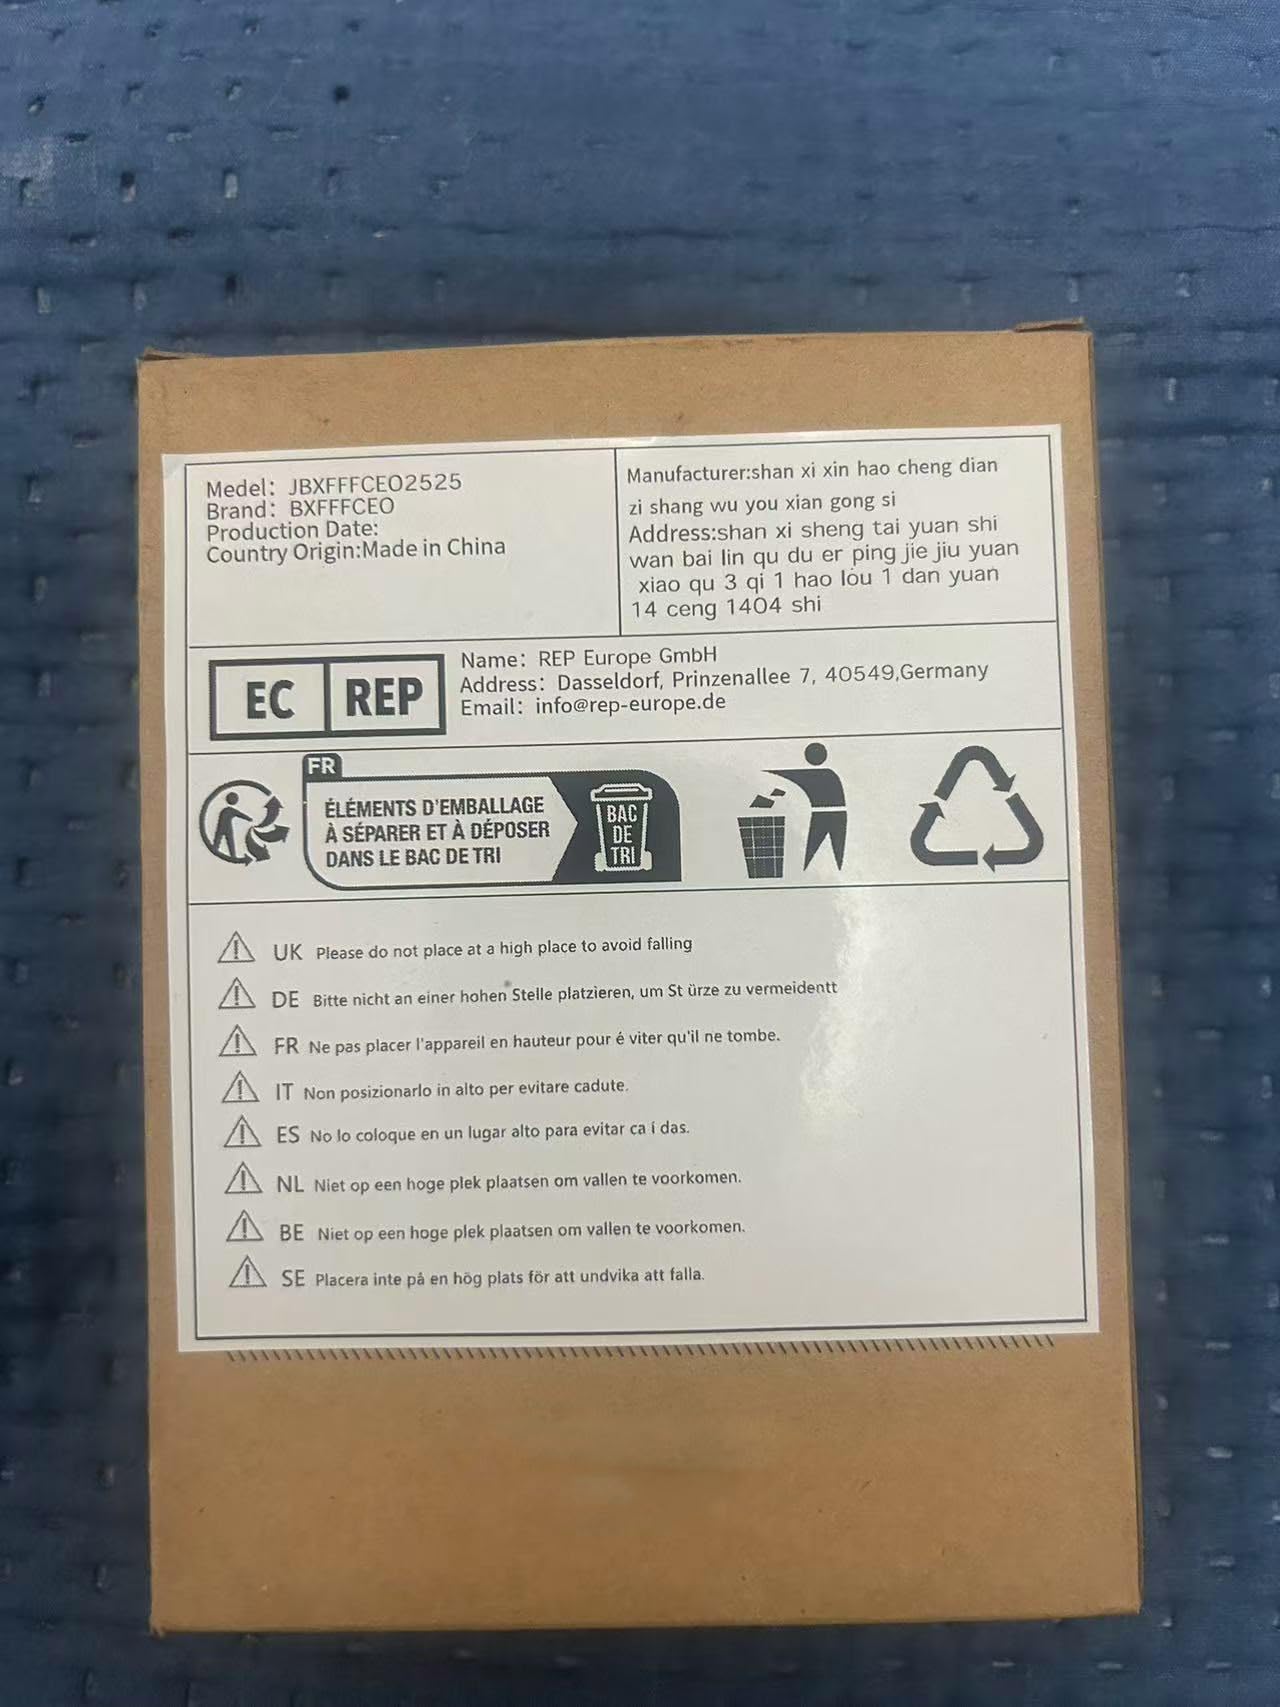 Medel: JBXFFFCEO2525
Brand: BXFFFCEO
Production Date:
Country Origin:Made in China
Manufacturer:shan xi xin hao cheng dian
zi shang wu you xian gong si
Address:shan xi sheng tai yuan shi
wan bai lin qu du er ping jie jiu yuan
xiao qu 3 qi 1 hao lou 1 dan yuan
14 ceng 1404 shi
EC REP
Name: REP Europe GmbH
Address: Dasseldorf, Prinzenallee 7, 40549,Germany
Email: info@rep-europe.de
FR
ÉLÉMENTS D'EMBALLAGE
À SÉPARER ET À DÉPOSER
DANS LE BAC DE TRI
BAC
DE
TRI
UK Please do not place at a high place to avoid falling
DE Bitte nicht an einer hohen Stelle platzieren, um St ürze zu vermeidentt
FR Ne pas placer l'appareil en hauteur pour é viter qu'il ne tombe.
IT Non posizionarlo in alto per evitare cadute.
ES No lo coloque en un lugar alto para evitar ca í das.
NL Niet op een hoge plek plaatsen om vallen te voorkomen.
BE Niet op een hoge plek plaatsen om vallen te voorkomen.
SE Placera inte på en hög plats för att undvika att falla.